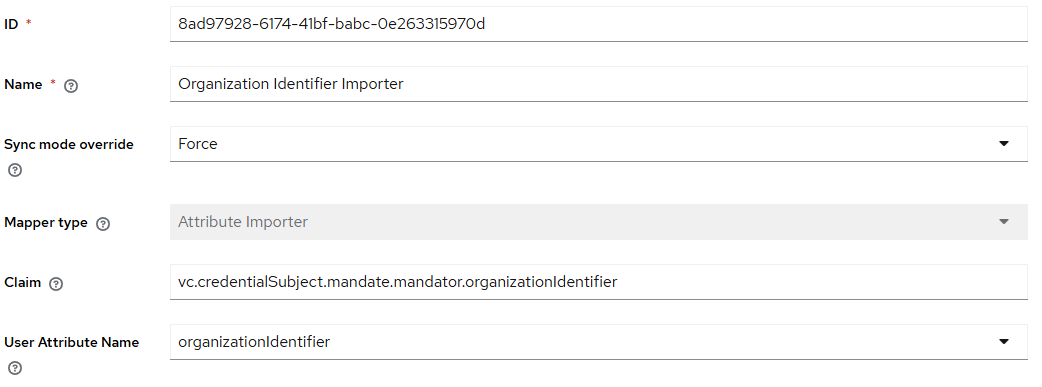 ID *
8ad97928-6174-41bf-babc-0e263315970d
Name *
Organization Identifier Importer
Sync mode override
Force
Mapper type
Attribute Importer
Claim
vc.credentialSubject.mandate.mandator.organizationIdentifier
User Attribute Name
organizationIdentifier